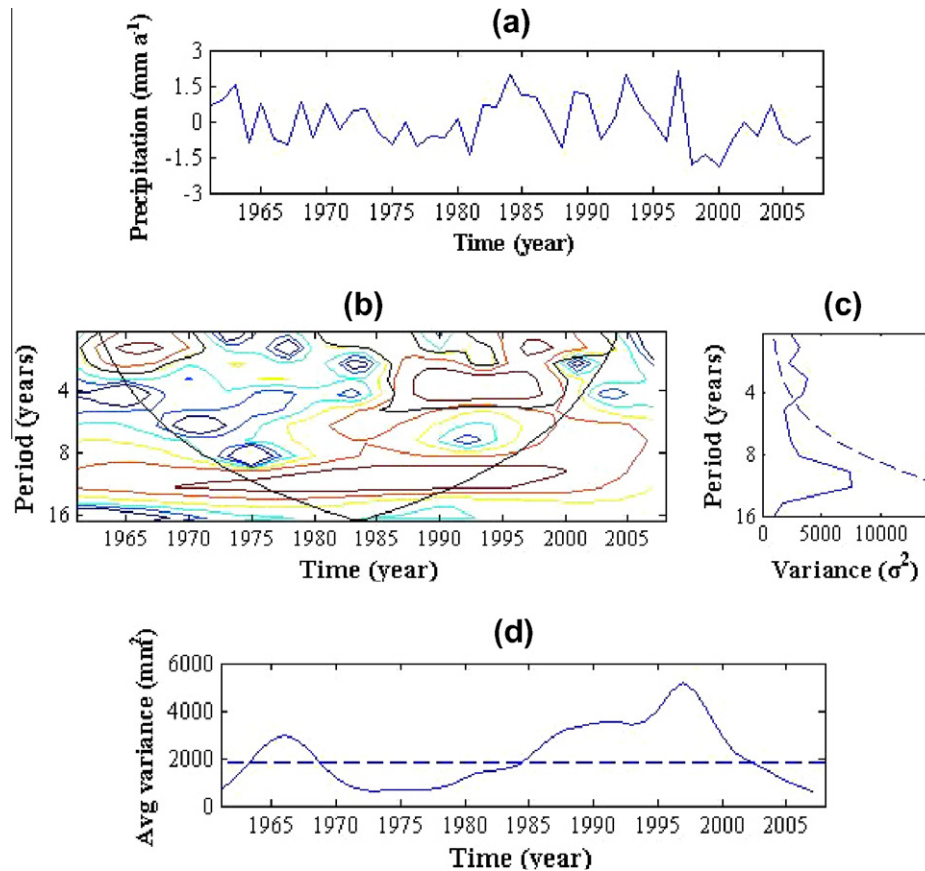 (a)
Precipitation (mm a⁻¹)
3
1.5
0
-1.5
-3
1965 1970 1975 1980 1985 1990 1995 2000 2005
Time (year)
(b)
Period (years)
4
8
16
1965 1970 1975 1980 1985 1990 1995 2000 2005
Time (year)
(c)
Period (years)
4
8
16
0 5000 10000
Variance (σ²)
(d)
Avg variance (mm²)
6000
4000
2000
0
1965 1970 1975 1980 1985 1990 1995 2000 2005
Time (year)